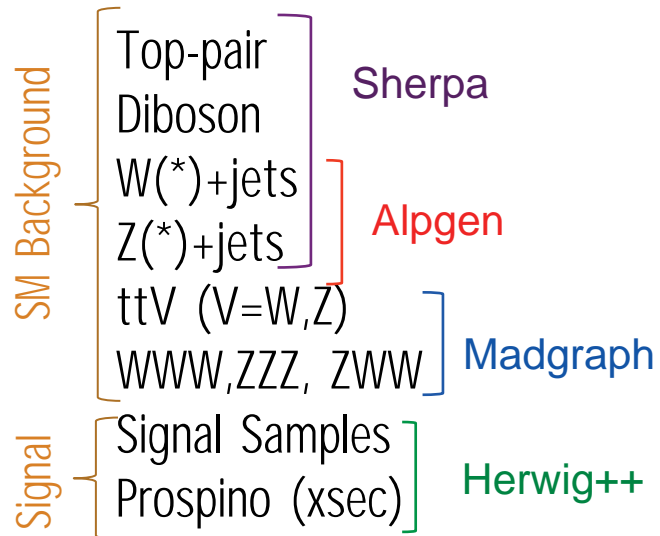 SM Background
Top-pair
Diboson
W(*)+jets
Z(*)+jets
ttV (V=W,Z)
WWW,ZZZ, ZWW
Sherpa
Alpgen
Madgraph
Signal
Signal Samples
Prospino (xsec)
Herwig++